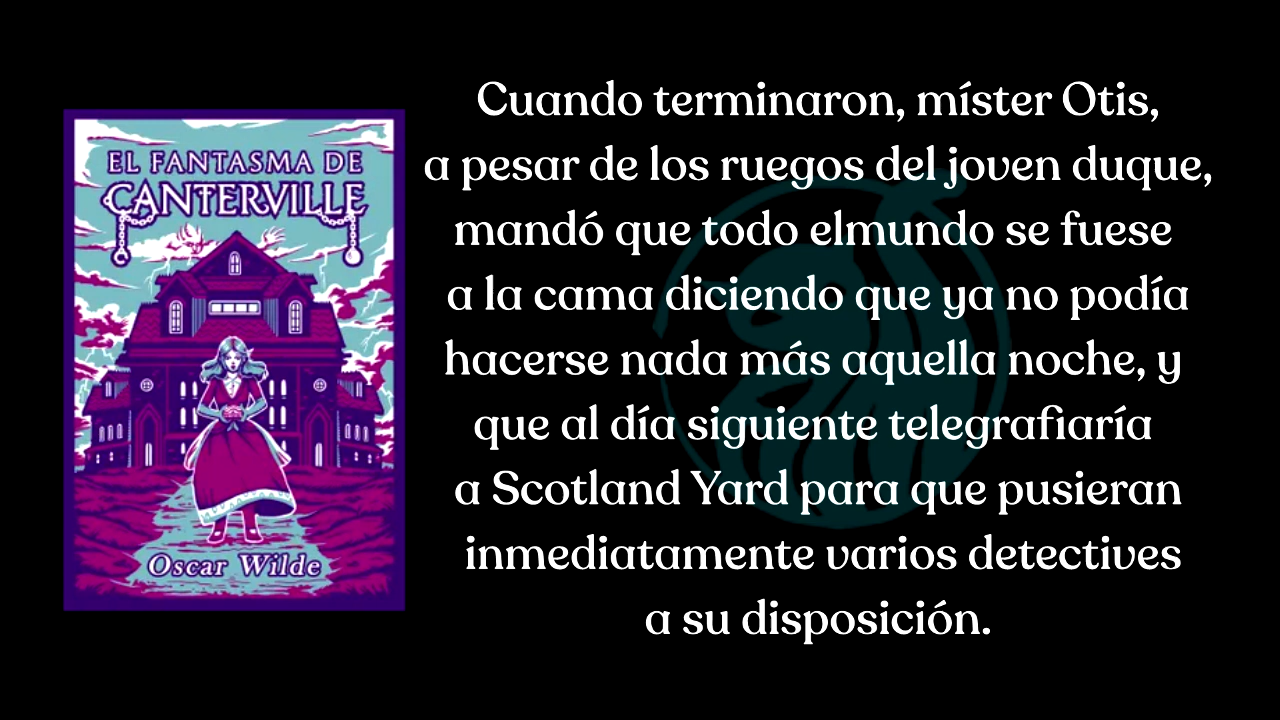 EL FANTASMA DE
CANTERVILLE
Oscar Wilde
Cuando terminaron, míster Otis,
a pesar de los ruegos del joven duque,
mandó que todo elmundo se fuese
a la cama diciendo que ya no podía
hacerse nada más aquella noche, y
que al día siguiente telegrafiaría
a Scotland Yard para que pusieran
inmediatamente varios detectives
a su disposición.